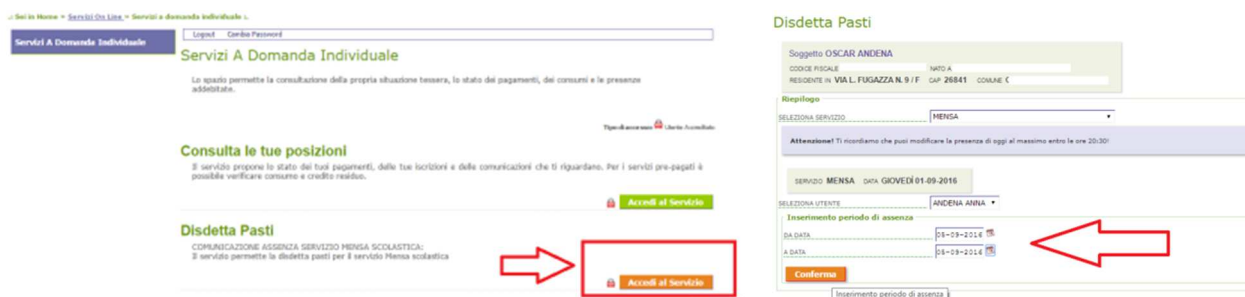 .: Sei in Home » Servizi On Line » Servizi a domanda individuale :.
Servizi A Domanda Individuale
Logout Cambia Password
Servizi A Domanda Individuale
Lo spazio permette la consultazione della propria situazione tessera, lo stato dei pagamenti, dei consumi e le presenze
addebitate.
Tipo di accesso Utente Accreditato
Consulta le tue posizioni
Il servizio propone lo stato dei tuoi pagamenti, delle tue iscrizioni e delle comunicazioni che ti riguardano. Per i servizi pre-pagati è
possibile verificare consumo e credito residuo.
Accedi al Servizio
Disdetta Pasti
COMUNICAZIONE ASSENZA SERVIZIO MENSA SCOLASTICA:
Il servizio permette la disdetta pasti per il servizio Mensa scolastica
Accedi al Servizio
Disdetta Pasti
Soggetto OSCAR ANDENA
CODICE FISCALE NATO A
RESIDENTE IN VIA L. FUGAZZA N. 9 / F CAP 26841 COMUNE C
Riepilogo
SELEZIONA SERVIZIO MENSA
Attenzione! Ti ricordiamo che puoi modificare la presenza di oggi al massimo entro le ore 20:30!
SERVIZIO MENSA DATA GIOVEDÌ 01-09-2016
SELEZIONA UTENTE ANDENA ANNA
Inserimento periodo di assenza
DA DATA 05-09-2016
A DATA 06-09-2016
Conferma
Inserimento periodo di assenza